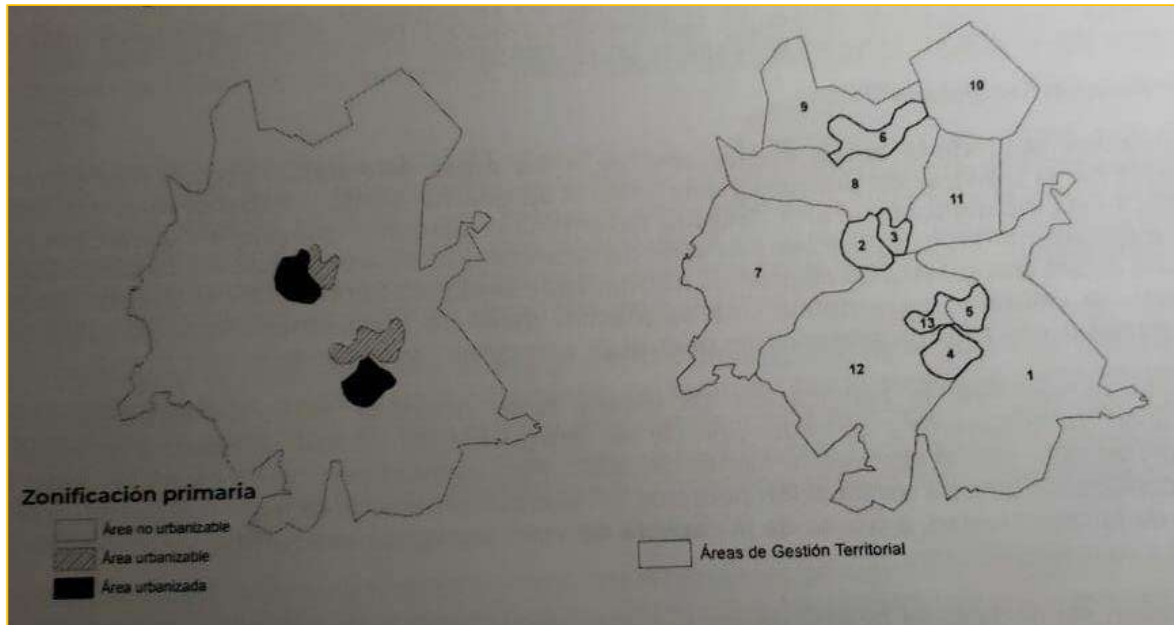 Zonificación primaria
Área no urbanizable
Área urbanizable
Área urbanizada
10
9
6
8
11
2
3
7
5
13
4
12
1
Áreas de Gestión Territorial